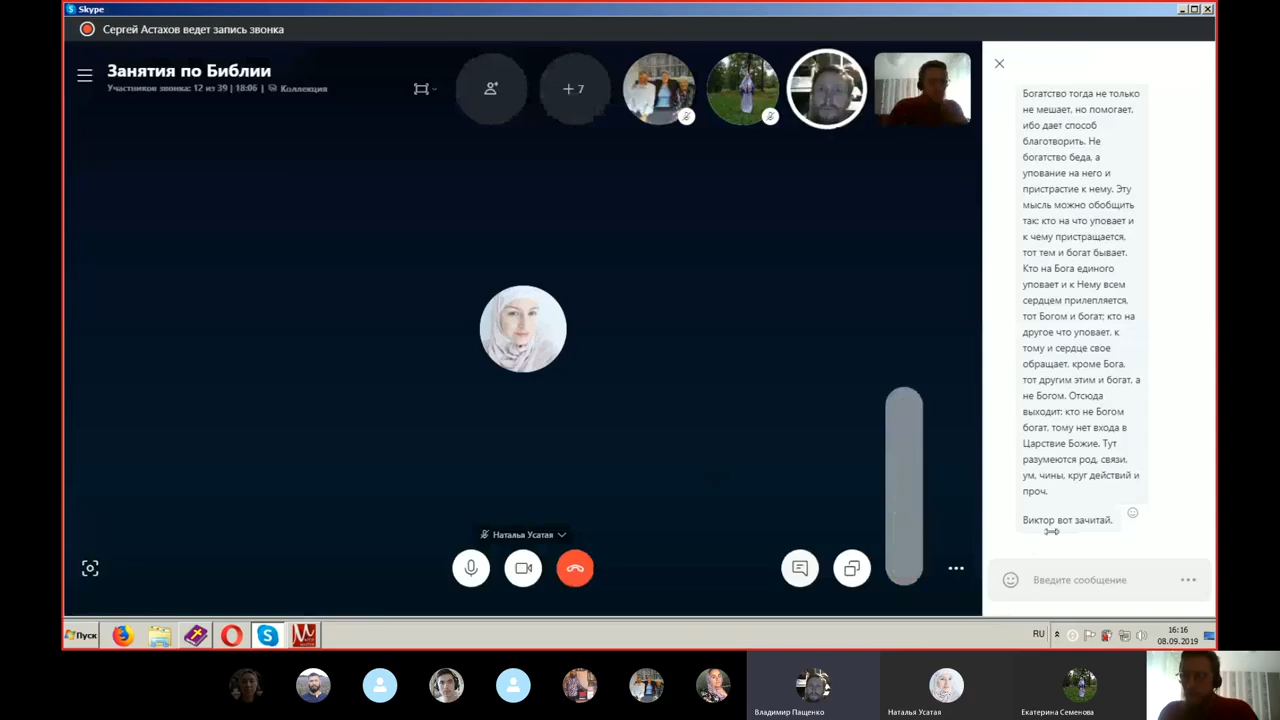 Skype
Сергей Астахов ведет запись звонка
Занятия по Библии
Участников звонка: 12 из 39 | 18:06 | Коллекция
+ 7
Богатство тогда не только
не мешает, но помогает,
ибо дает способ
благотворить. Не
богатство беда, а
упование на него и
пристрастие к нему. Эту
мысль можно обобщить
так: кто на что уповает и
к чему пристращается,
тот тем и богат бывает.
Кто на Бога единого
уповает и к Нему всем
сердцем прилепляется,
тот Богом и богат; кто на
другое что уповает, к
тому и сердце свое
обращает, кроме Бога,
тот другим этим и богат, а
не Богом. Отсюда
выходит: кто не Богом
богат, тому нет входа в
Царствие Божие. Тут
разумеются род, связи,
ум, чины, круг действий и
проч.
Виктор вот зачитай.
Наталья Усатая
Введите сообщение
Пуск
RU
16:16
08.09.2019
Владимир Пащенко
Наталья Усатая
Екатерина Семенова